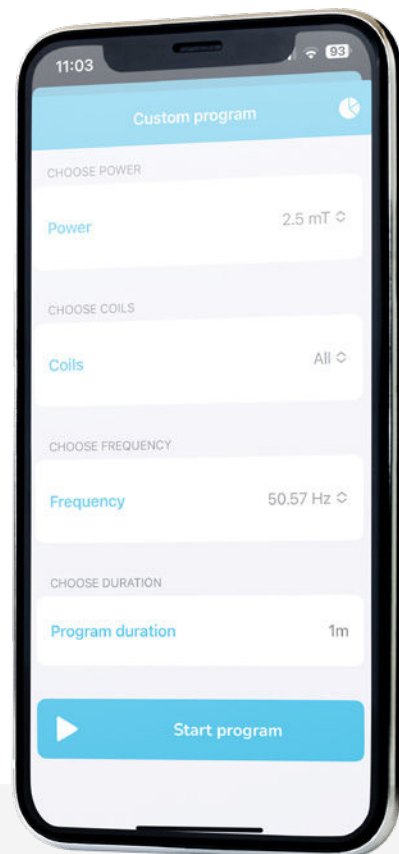 11:03
93
Custom program
CHOOSE POWER
Power 2.5 mT
CHOOSE COILS
Coils All
CHOOSE FREQUENCY
Frequency 50.57 Hz
CHOOSE DURATION
Program duration 1m
Start program